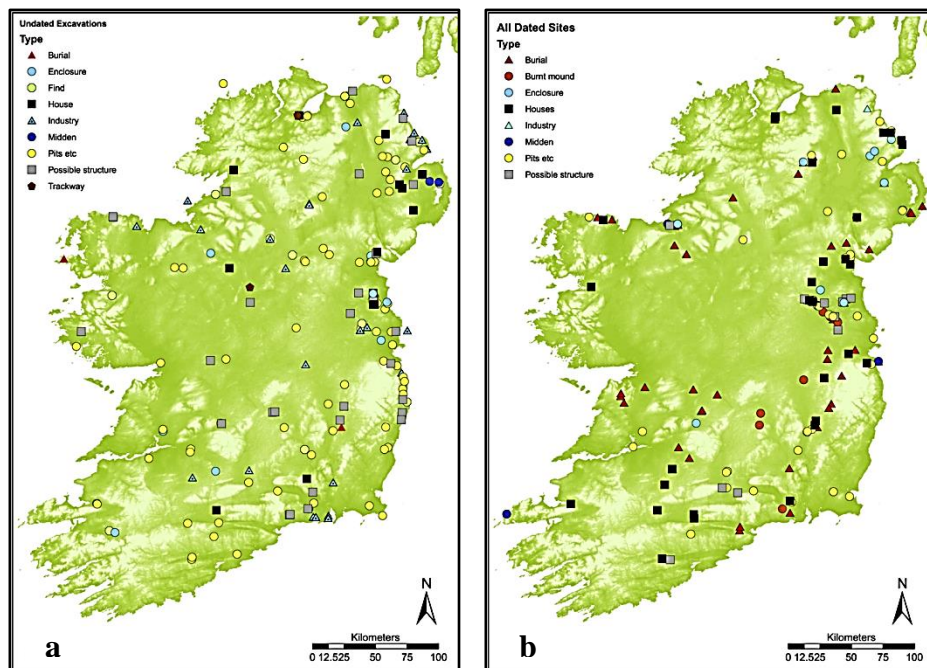 Undated Excavations
Type
Burial
Enclosure
Find
House
Industry
Midden
Pits etc
Possible structure
Trackway
N
Kilometers
0 12.525 50 75 100
a
All Dated Sites
Type
Burial
Burnt mound
Enclosure
Houses
Industry
Midden
Pits etc
Possible structure
N
Kilometers
0 12.525 50 75 100
b